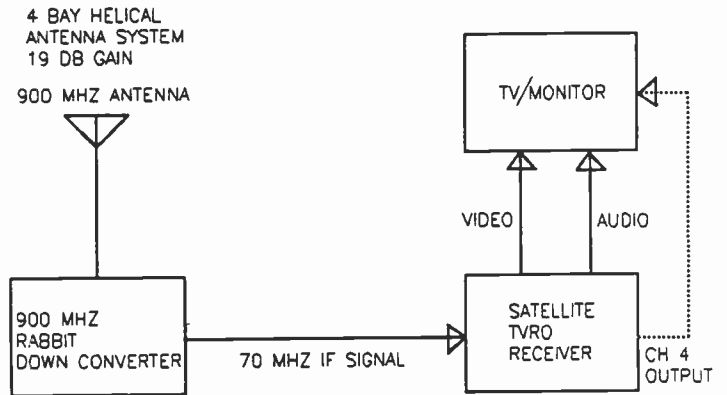 4 BAY HELICAL
ANTENNA SYSTEM
19 DB GAIN
900 MHZ ANTENNA
TV/MONITOR
VIDEO
AUDIO
900 MHZ
RABBIT
DOWN CONVERTER
70 MHZ IF SIGNAL
SATELLITE
TVRO
RECEIVER
CH 4
OUTPUT